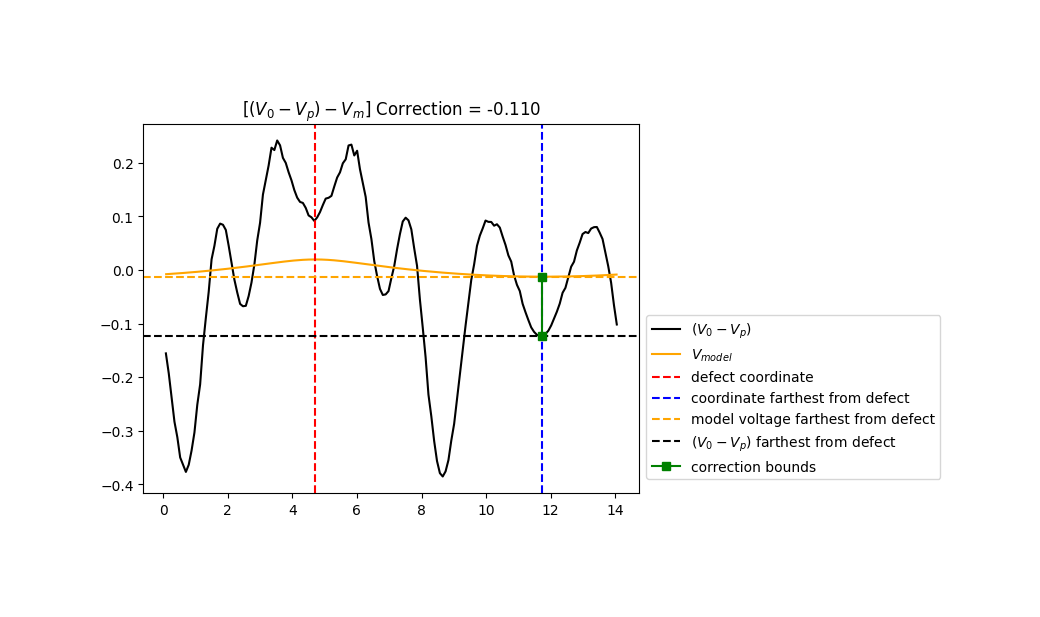 [(V₀ − Vₚ) − Vₘ] Correction = -0.110
0.2
0.1
0.0
−0.1
−0.2
−0.3
−0.4
0 2 4 6 8 10 12 14
(V₀ − Vₚ)
V_model
defect coordinate
coordinate farthest from defect
model voltage farthest from defect
(V₀ − Vₚ) farthest from defect
correction bounds